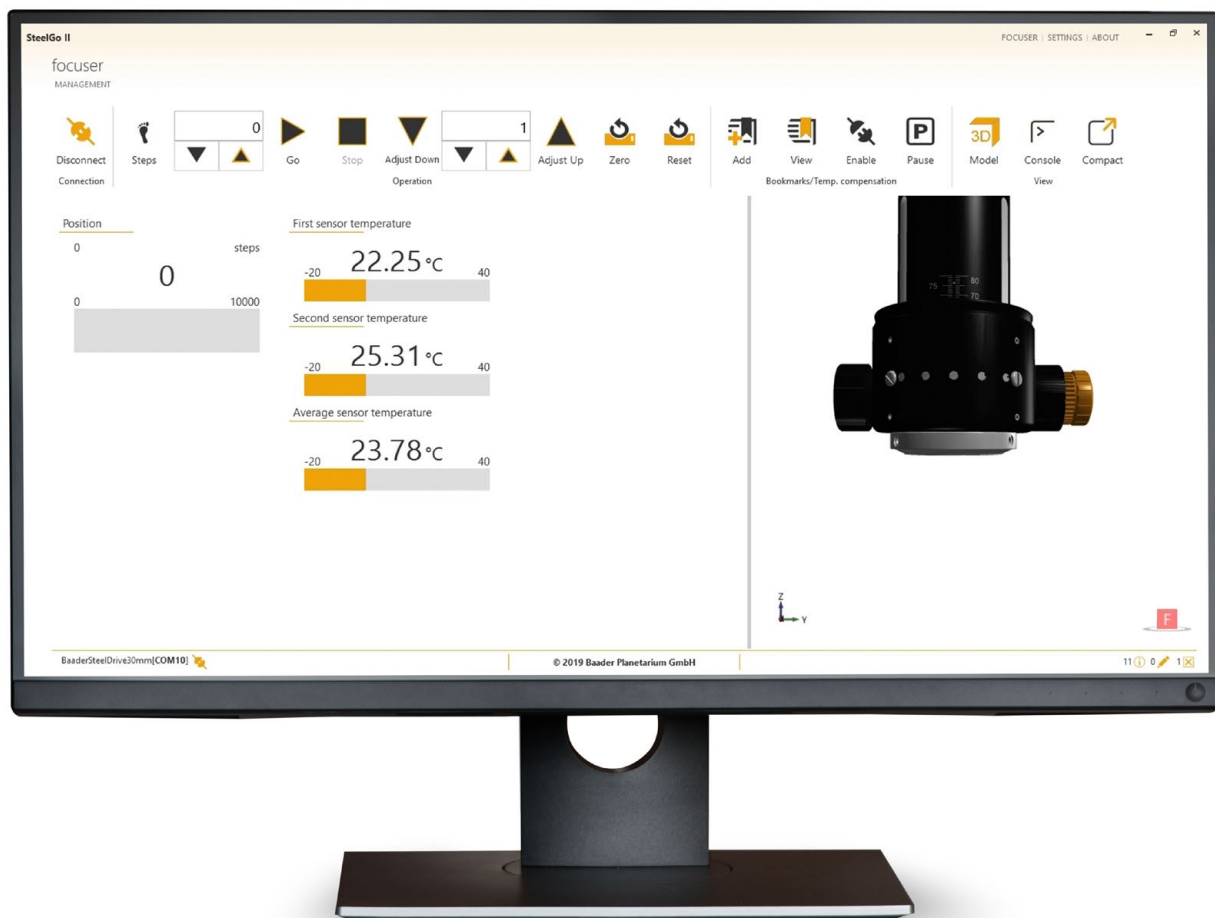 SteelGo II
FOCUSER | SETTINGS | ABOUT
focuser
MANAGEMENT
0
1
3D
P
Disconnect
Steps
Go
Stop
Adjust Down
Adjust Up
Zero
Reset
Add
View
Enable
Pause
Model
Console
Compact
Connection
Operation
Bookmarks/Temp. compensation
View
Position
0 steps
0
0 10000
First sensor temperature
-20 22.25 °C 40
Second sensor temperature
-20 25.31 °C 40
Average sensor temperature
-20 23.78 °C 40
80
75
70
Z
Y
F
BaaderSteelDrive30mm[COM10]
© 2019 Baader Planetarium GmbH
11 0 1